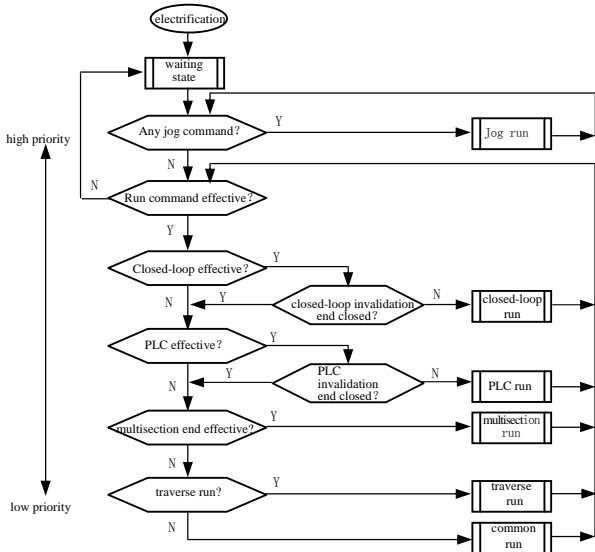 electrification
waiting
state
Any jog command?
Y
Jog run
high priority
N
N
Run command effective?
Y
Closed-loop effective?
Y
N
Y
closed-loop invalidation
end closed?
N
closed-loop
run
PLC effective?
Y
N
Y
PLC
invalidation
end closed?
N
PLC run
multisection end effective?
Y
multisection
run
N
traverse run?
Y
traverse
run
low priority
N
common
run